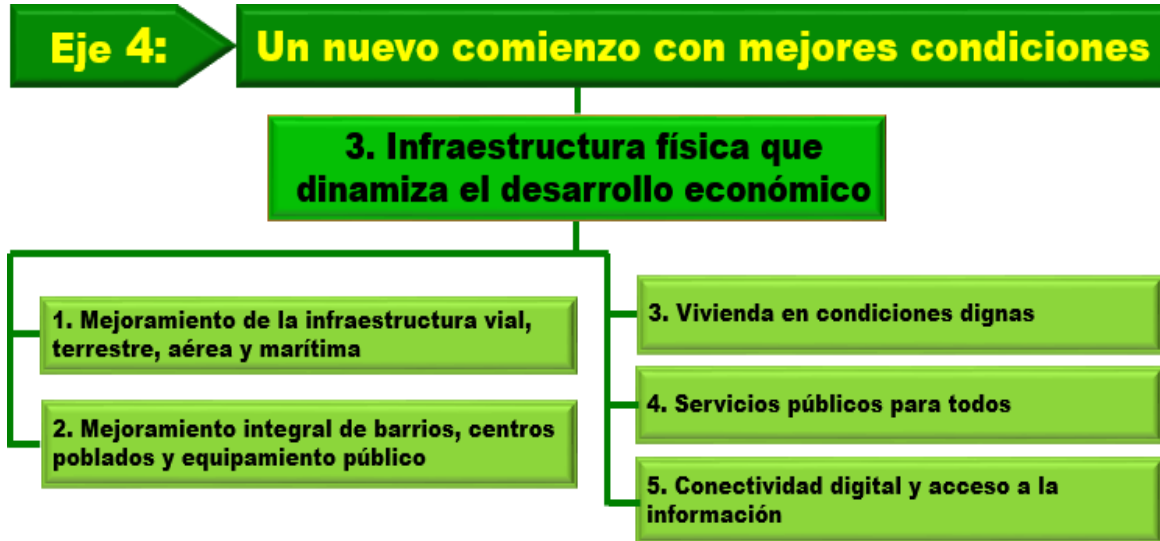 Eje 4:
Un nuevo comienzo con mejores condiciones
3. Infraestructura física que
dinamiza el desarrollo económico
1. Mejoramiento de la infraestructura vial,
terrestre, aérea y marítima
2. Mejoramiento integral de barrios, centros
poblados y equipamiento público
3. Vivienda en condiciones dignas
4. Servicios públicos para todos
5. Conectividad digital y acceso a la
información